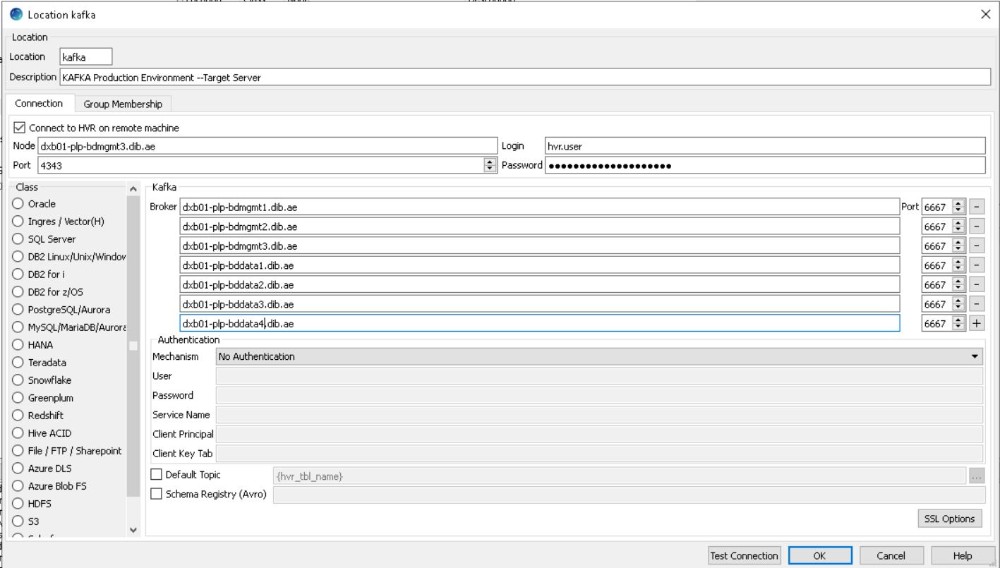 Location kafka
Location
Location kafka
Description KAFKA Production Environment --Target Server
Connection Group Membership
Connect to HVR on remote machine
Node dxb01-plp-bdmgmt3.dib.ae Login hvr.user
Port 4343 Password ●●●●●●●●●●●●●●●●●●●●
Class
Oracle
Ingres / Vector(H)
SQL Server
DB2 Linux/Unix/Window
DB2 for i
DB2 for z/OS
PostgreSQL/Aurora
MySQL/MariaDB/Aurora
HANA
Teradata
Snowflake
Greenplum
Redshift
Hive ACID
File / FTP / Sharepoint
Azure DLS
Azure Blob FS
HDFS
S3
Kafka
Broker dxb01-plp-bdmgmt1.dib.ae Port 6667 -
dxb01-plp-bdmgmt2.dib.ae 6667 -
dxb01-plp-bdmgmt3.dib.ae 6667 -
dxb01-plp-bddata1.dib.ae 6667 -
dxb01-plp-bddata2.dib.ae 6667 -
dxb01-plp-bddata3.dib.ae 6667 -
dxb01-plp-bddata4.dib.ae 6667 +
Authentication
Mechanism No Authentication
User
Password
Service Name
Client Principal
Client Key Tab
Default Topic {hvr_tbl_name} ...
Schema Registry (Avro)
SSL Options
Test Connection OK Cancel Help